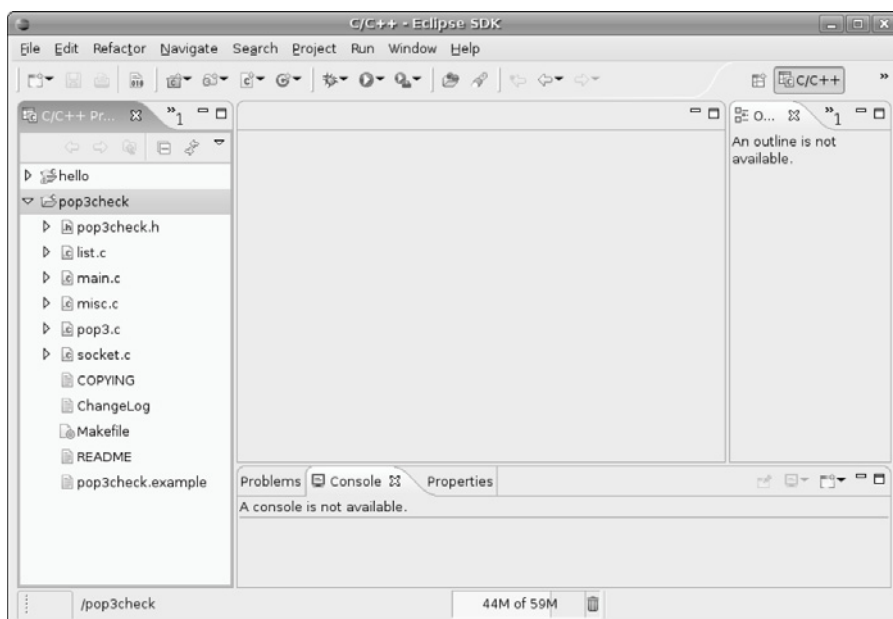 C/C++ - Eclipse SDK
File Edit Refactor Navigate Search Project Run Window Help
C/C++
C/C++ Pr...
1
O...
1
An outline is not
available.
hello
pop3check
pop3check.h
list.c
main.c
misc.c
pop3.c
socket.c
COPYING
ChangeLog
Makefile
README
pop3check.example
Problems Console Properties
A console is not available.
/pop3check
44M of 59M